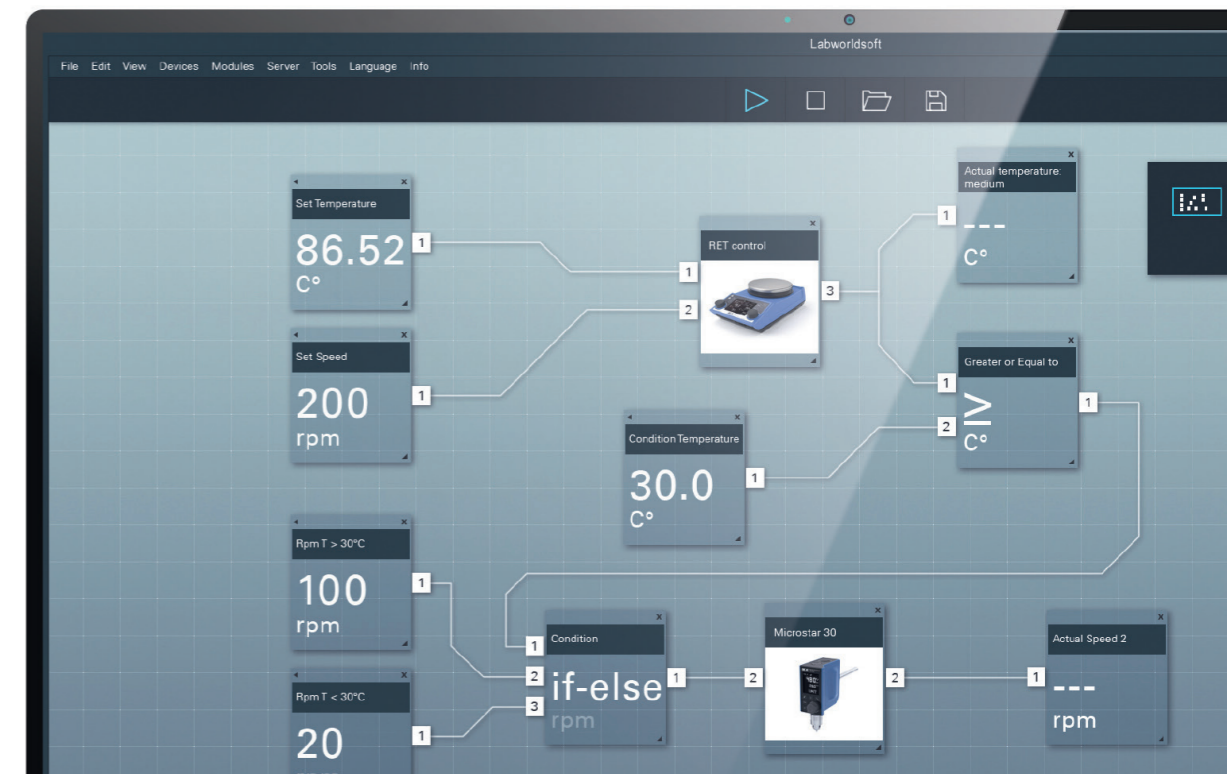 Labworldsoft
File Edit View Devices Modules Server Tools Language Info
Actual temperature:
medium
1
---
C°
Set Temperature
86.52
C°
1
RET control
1
2
3
Set Speed
200
rpm
1
Greater or Equal to
1
2
≥
C°
1
Condition Temperature
30.0
C°
1
Rpm T > 30°C
100
rpm
1
Condition
1
2
3
if-else
rpm
1
Microstar 30
2
2
Actual Speed 2
1
---
rpm
Rpm T < 30°C
20
1